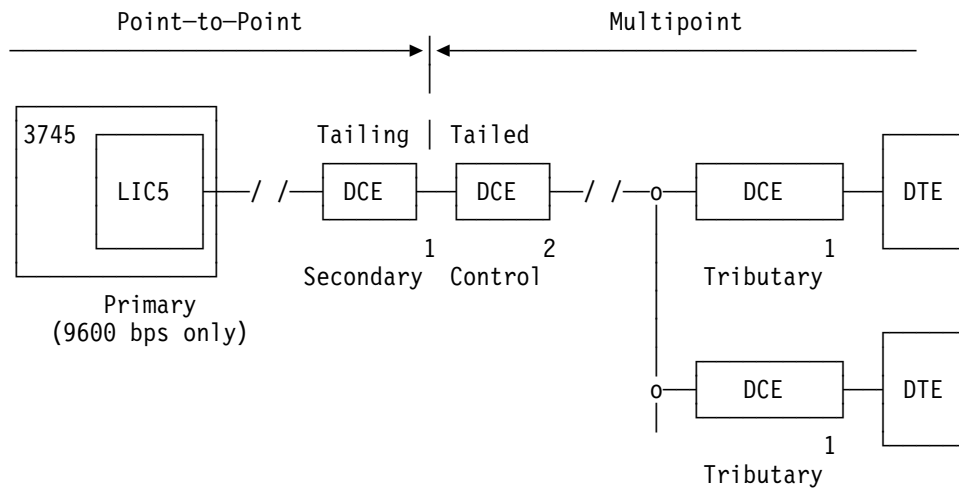 Point—to—Point Multipoint
3745 Tailing Tailed
LIC5 DCE DCE o DCE DTE
1 2 1
Secondary Control Tributary
Primary
(9600 bps only)
o DCE DTE
1
Tributary